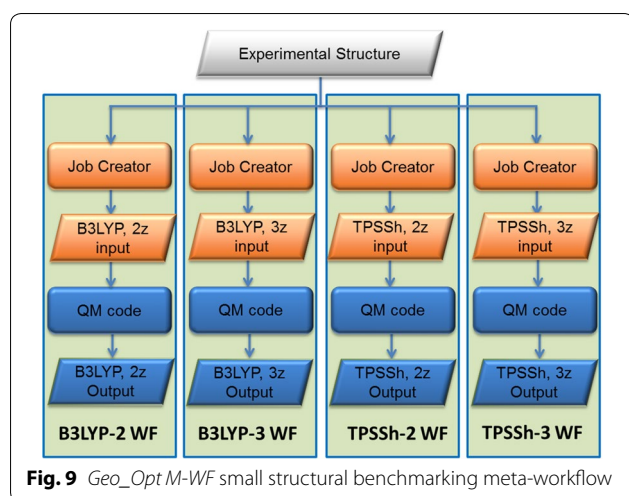 Experimental Structure
Job Creator Job Creator Job Creator Job Creator
B3LYP, 2z B3LYP, 3z TPSSh, 2z TPSSh, 3z
input input input input
QM code QM code QM code QM code
B3LYP, 2z B3LYP, 3z TPSSh, 2z TPSSh, 3z
Output Output Output Output
B3LYP-2 WF B3LYP-3 WF TPSSh-2 WF TPSSh-3 WF
Fig. 9 Geo_Opt M-WF small structural benchmarking meta-workflow